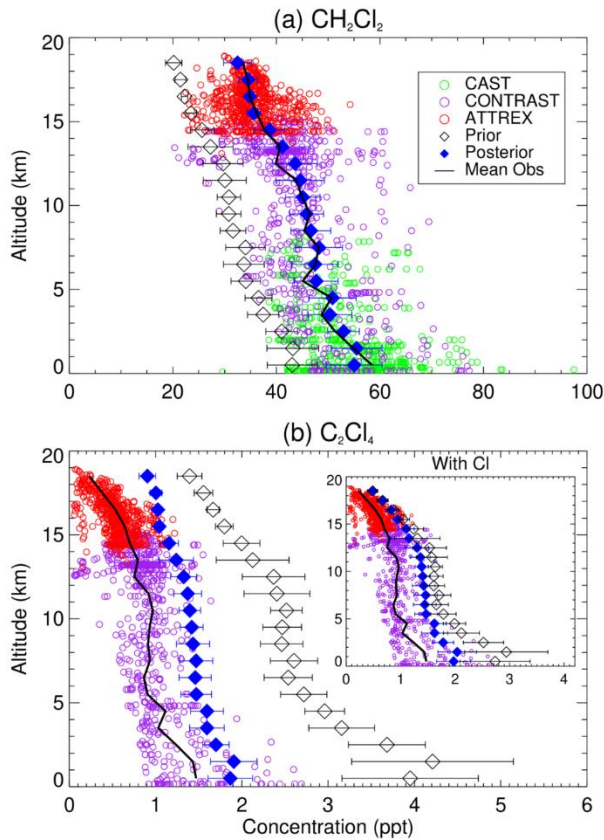 (a) CH₂Cl₂
20
15
10
5
0
Altitude (km)
CAST
CONTRAST
ATTREX
Prior
Posterior
Mean Obs
0 20 40 60 80 100
(b) C₂Cl₄
20
15
10
5
0
Altitude (km)
With Cl
20
15
10
5
0
0 1 2 3 4
0 1 2 3 4 5 6
Concentration (ppt)